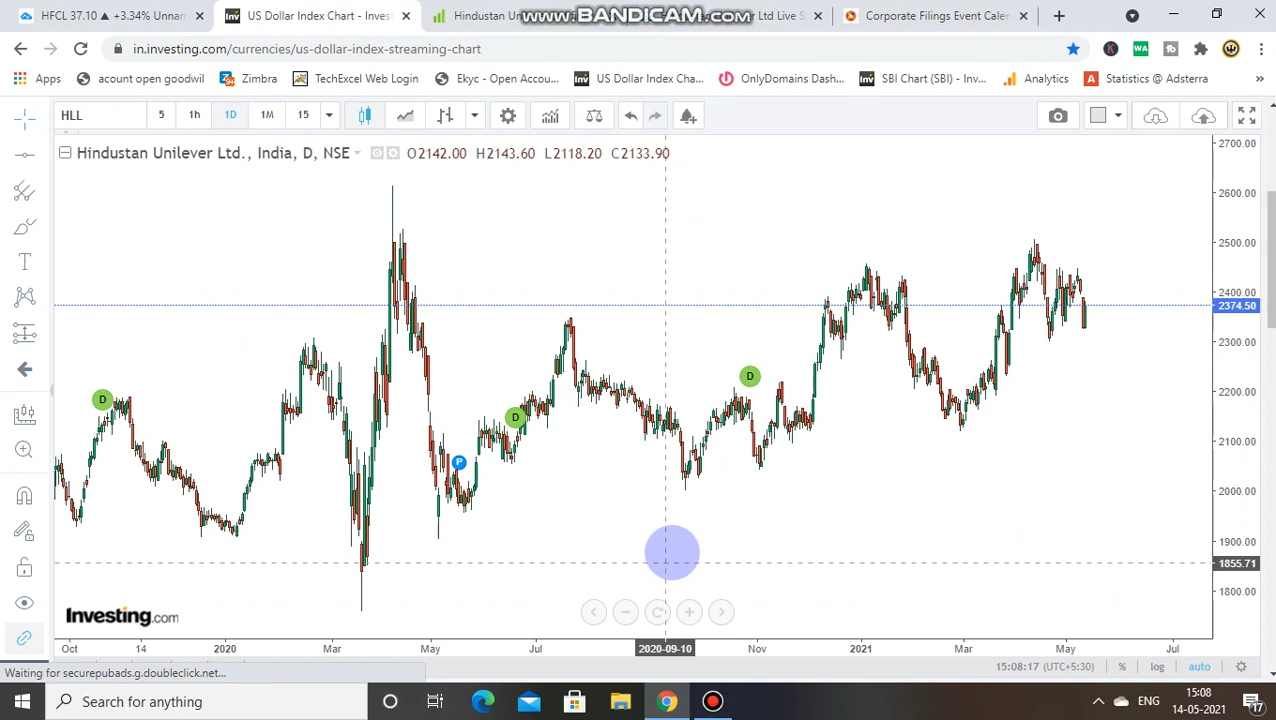 HFCL 37.10 ▲ +3.34% Unnam
US Dollar Index Chart - Invest
Hindustan Un
er Ltd Live S
Corporate Filings Event Calen
www.BANDICAM.com
in.investing.com/currencies/us-dollar-index-streaming-chart
Apps
acount open goodwil
Zimbra
TechExcel Web Login
Ekyc - Open Accou...
US Dollar Index Cha...
OnlyDomains Dash...
SBI Chart (SBI) - Inv...
Analytics
Statistics @ Adsterra
HLL
5
1h
1D
1M
15
Hindustan Unilever Ltd., India, D, NSE
O2142.00 H2143.60 L2118.20 C2133.90
2700.00
2600.00
2500.00
2400.00
2374.50
2300.00
2200.00
2100.00
2000.00
1900.00
1855.71
1800.00
D
D
P
D
Investing.com
Oct
14
2020
Mar
May
Jul
2020-09-10
Nov
2021
Mar
May
Jul
Waiting for securepubads.g.doubleclick.net...
15:08:17 (UTC+5:30)
%
log
auto
Search for anything
ENG
15:08
14-05-2021
17